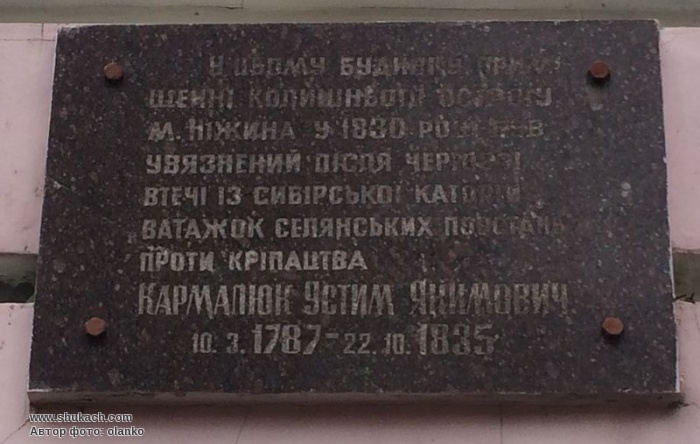 У ЦЬОМУ БУДИНКУ ПРИМІ
ЩЕННІ КОЛИШНЬОГО ОСТРОГУ
М. НІЖИНА У 1830 РОЦІ БУВ
УВЯЗНЕНИЙ ПІСЛЯ ЧЕРГОВОЇ
ВТЕЧІ ІЗ СИБІРСЬКОЇ КАТОРГИ
ВАТАЖОК СЕЛЯНСЬКИХ ПОВСТАНЬ
ПРОТИ КРІПАЦТВА
КАРМАЛЮК УСТИМ ЯКИМОВИЧ
10. 3. 1787–22. 10. 1835
www.shukach.com
Автор фото: olanko